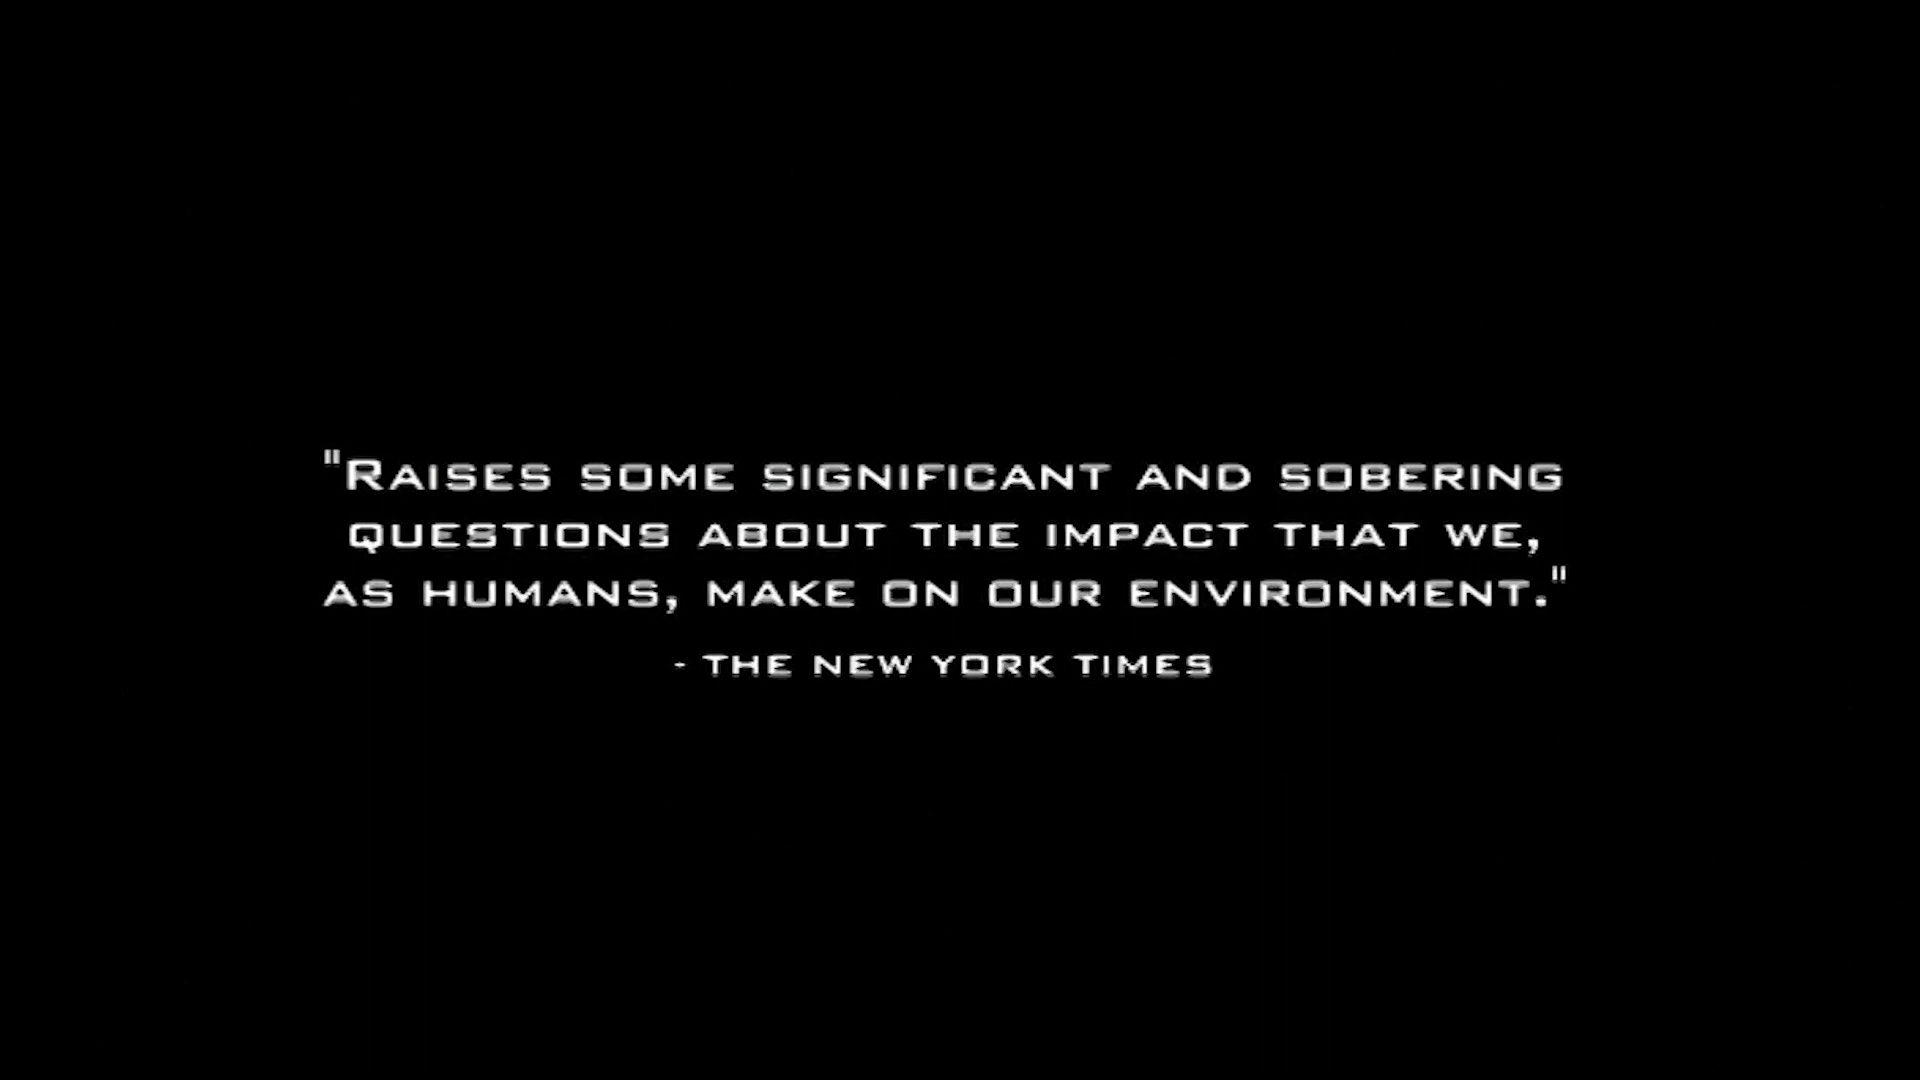 "Raises some significant and sobering
questions about the impact that we,
as humans, make on our environment."
- the New York Times